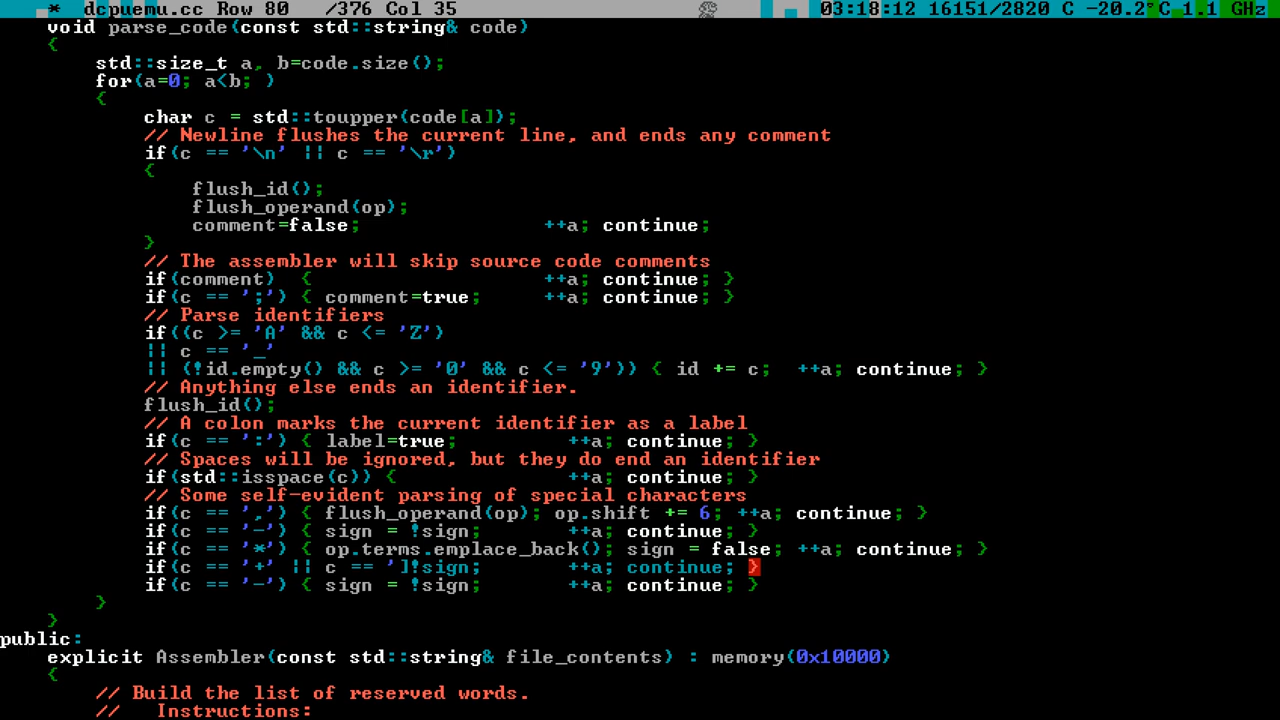 * dcpuemu.cc Row 80 /376 Col 35 03:18:12 16151/2820 C -20.2°C 1.1 GHz
    void parse_code(const std::string& code)
    {
        std::size_t a, b=code.size();
        for(a=0; a<b; )
        {
            char c = std::toupper(code[a]);
            // Newline flushes the current line, and ends any comment
            if(c == '\n' || c == '\r')
            {
                flush_id();
                flush_operand(op);
                comment=false;               ++a; continue;
            }
            // The assembler will skip source code comments
            if(comment)  {                   ++a; continue; }
            if(c == ';') { comment=true;     ++a; continue; }
            // Parse identifiers
            if((c >= 'A' && c <= 'Z')
            || c == '_'
            || (!id.empty() && c >= '0' && c <= '9')) { id += c;  ++a; continue; }
            // Anything else ends an identifier.
            flush_id();
            // A colon marks the current identifier as a label
            if(c == ':') { label=true;         ++a; continue; }
            // Spaces will be ignored, but they do end an identifier
            if(std::isspace(c)) {              ++a; continue; }
            // Some self-evident parsing of special characters
            if(c == ',') { flush_operand(op); op.shift += 6; ++a; continue; }
            if(c == '-') { sign = !sign;       ++a; continue; }
            if(c == '*') { op.terms.emplace_back(); sign = false; ++a; continue; }
            if(c == '+' || c == ']!sign;       ++a; continue; }
            if(c == '-') { sign = !sign;       ++a; continue; }
        }
    }
public:
    explicit Assembler(const std::string& file_contents) : memory(0x10000)
    {
        // Build the list of reserved words.
        //   Instructions: